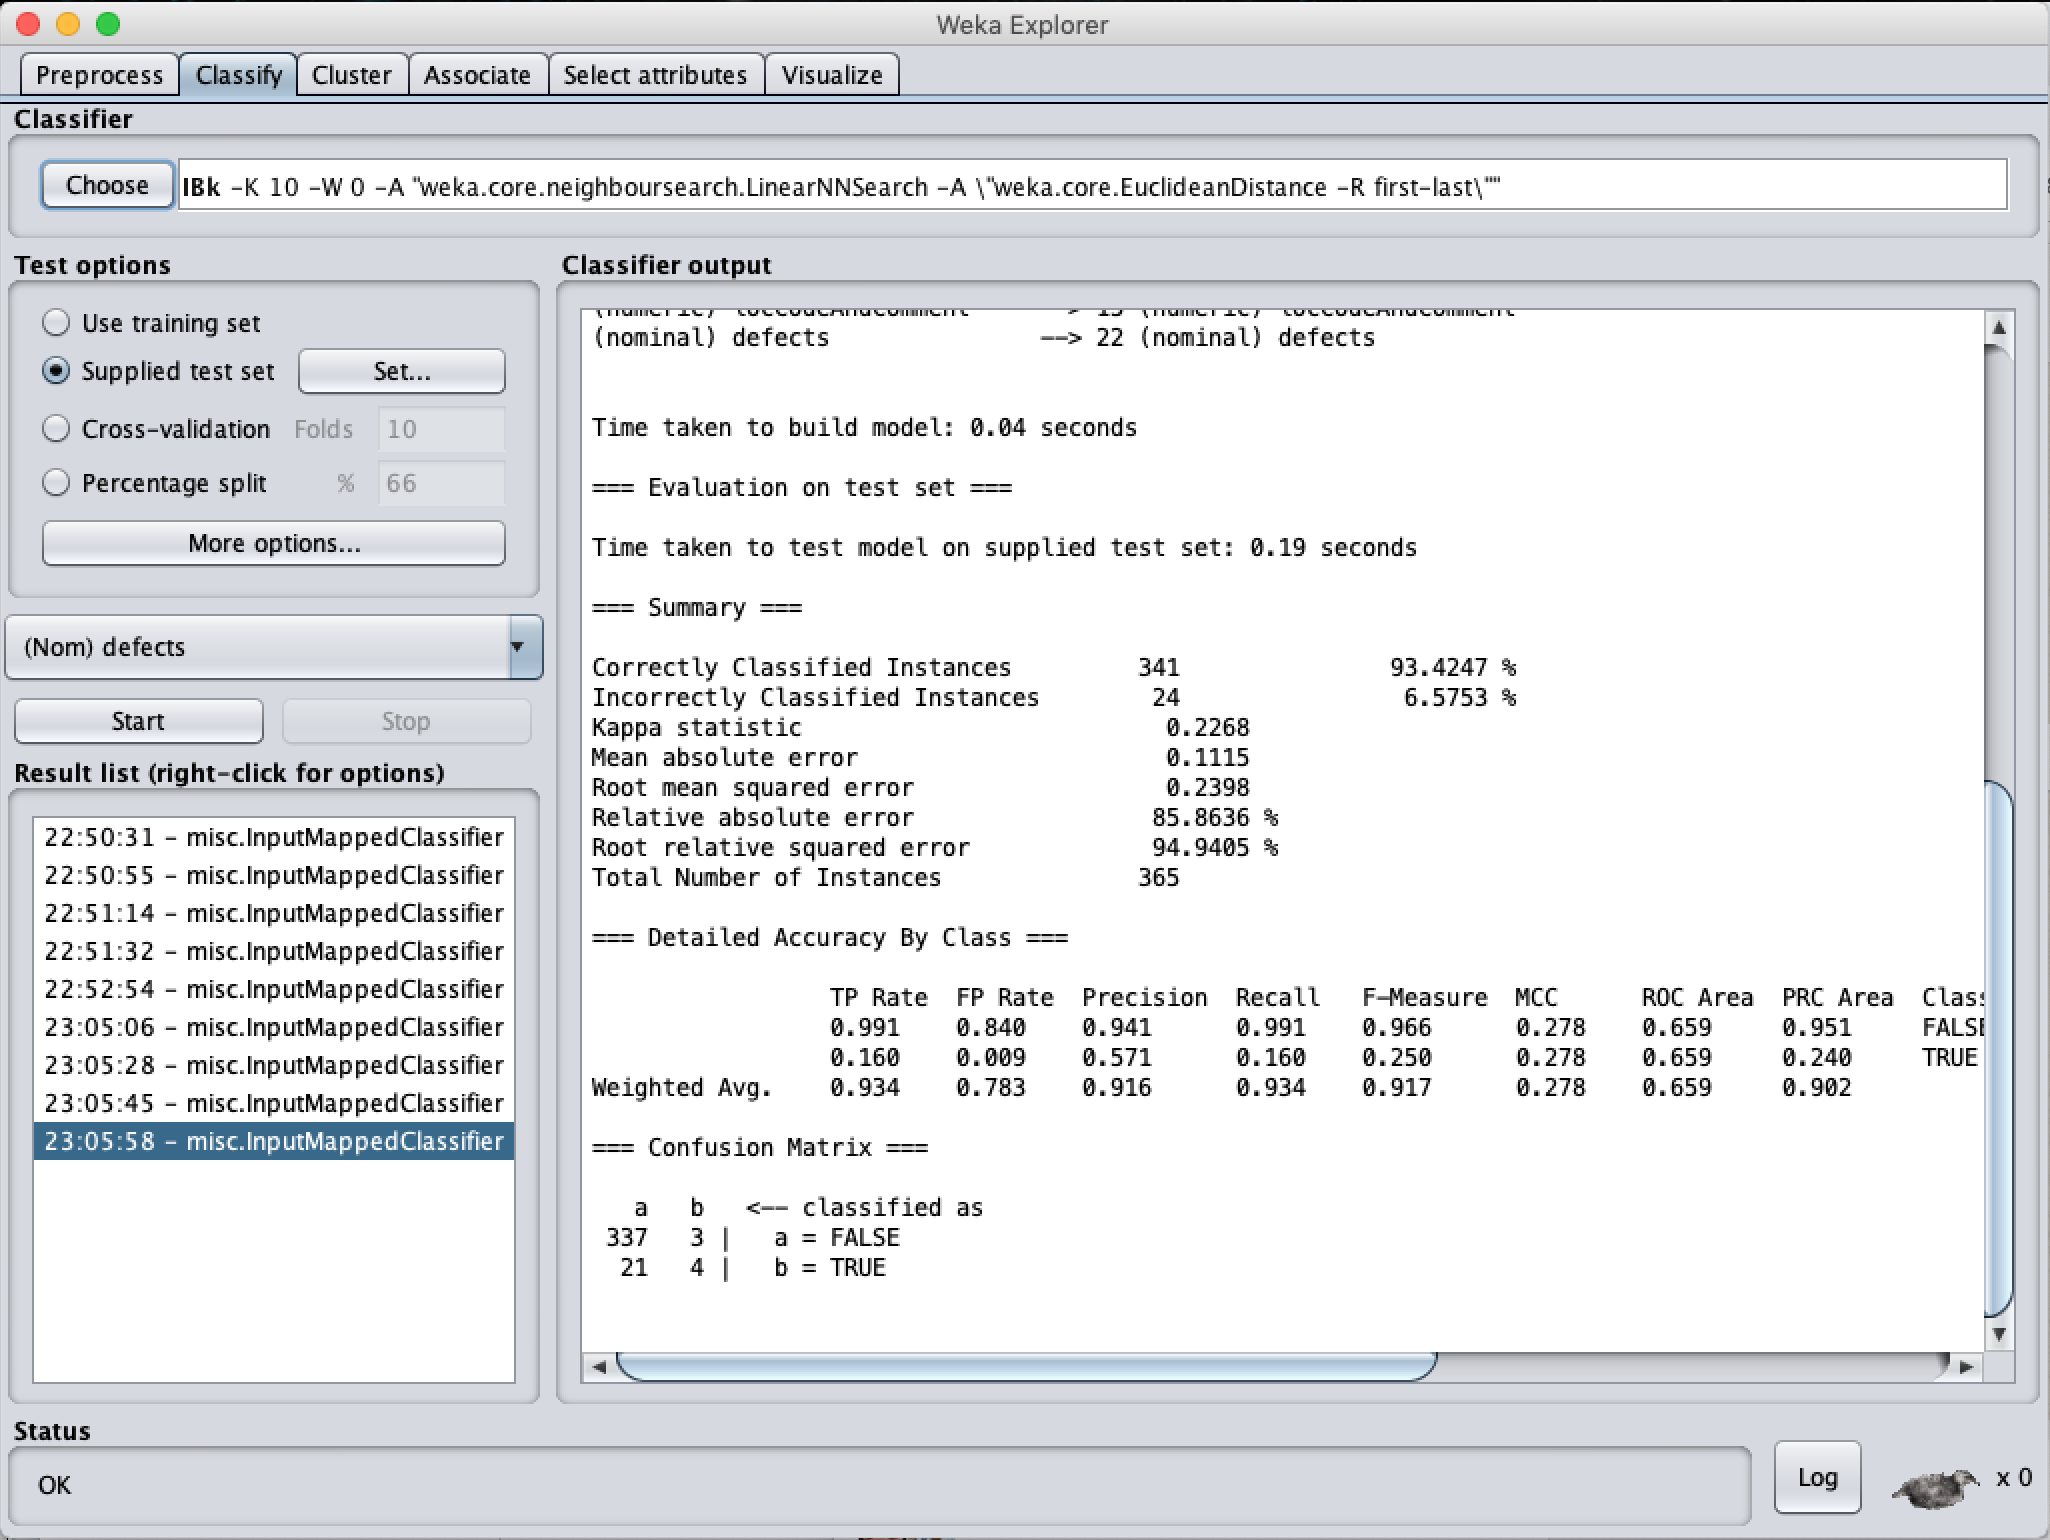 Weka Explorer
Preprocess Classify Cluster Associate Select attributes Visualize
Classifier
Choose IBk -K 10 -W 0 -A "weka.core.neighboursearch.LinearNNSearch -A \"weka.core.EuclideanDistance -R first-last\""
Test options
Use training set
Supplied test set Set...
Cross-validation Folds 10
Percentage split % 66
More options...
(Nom) defects
Start Stop
Result list (right-click for options)
22:50:31 - misc.InputMappedClassifier
22:50:55 - misc.InputMappedClassifier
22:51:14 - misc.InputMappedClassifier
22:51:32 - misc.InputMappedClassifier
22:52:54 - misc.InputMappedClassifier
23:05:06 - misc.InputMappedClassifier
23:05:28 - misc.InputMappedClassifier
23:05:45 - misc.InputMappedClassifier
23:05:58 - misc.InputMappedClassifier
Classifier output
(nominal) defects --> 22 (nominal) defects
Time taken to build model: 0.04 seconds
=== Evaluation on test set ===
Time taken to test model on supplied test set: 0.19 seconds
=== Summary ===
Correctly Classified Instances 341 93.4247 %
Incorrectly Classified Instances 24 6.5753 %
Kappa statistic 0.2268
Mean absolute error 0.1115
Root mean squared error 0.2398
Relative absolute error 85.8636 %
Root relative squared error 94.9405 %
Total Number of Instances 365
=== Detailed Accuracy By Class ===
TP Rate FP Rate Precision Recall F-Measure MCC ROC Area PRC Area Clas
0.991 0.840 0.941 0.991 0.966 0.278 0.659 0.951 FALS
0.160 0.009 0.571 0.160 0.250 0.278 0.659 0.240 TRUE
Weighted Avg. 0.934 0.783 0.916 0.934 0.917 0.278 0.659 0.902
=== Confusion Matrix ===
a b <-- classified as
337 3 | a = FALSE
21 4 | b = TRUE
Status
OK
Log x 0